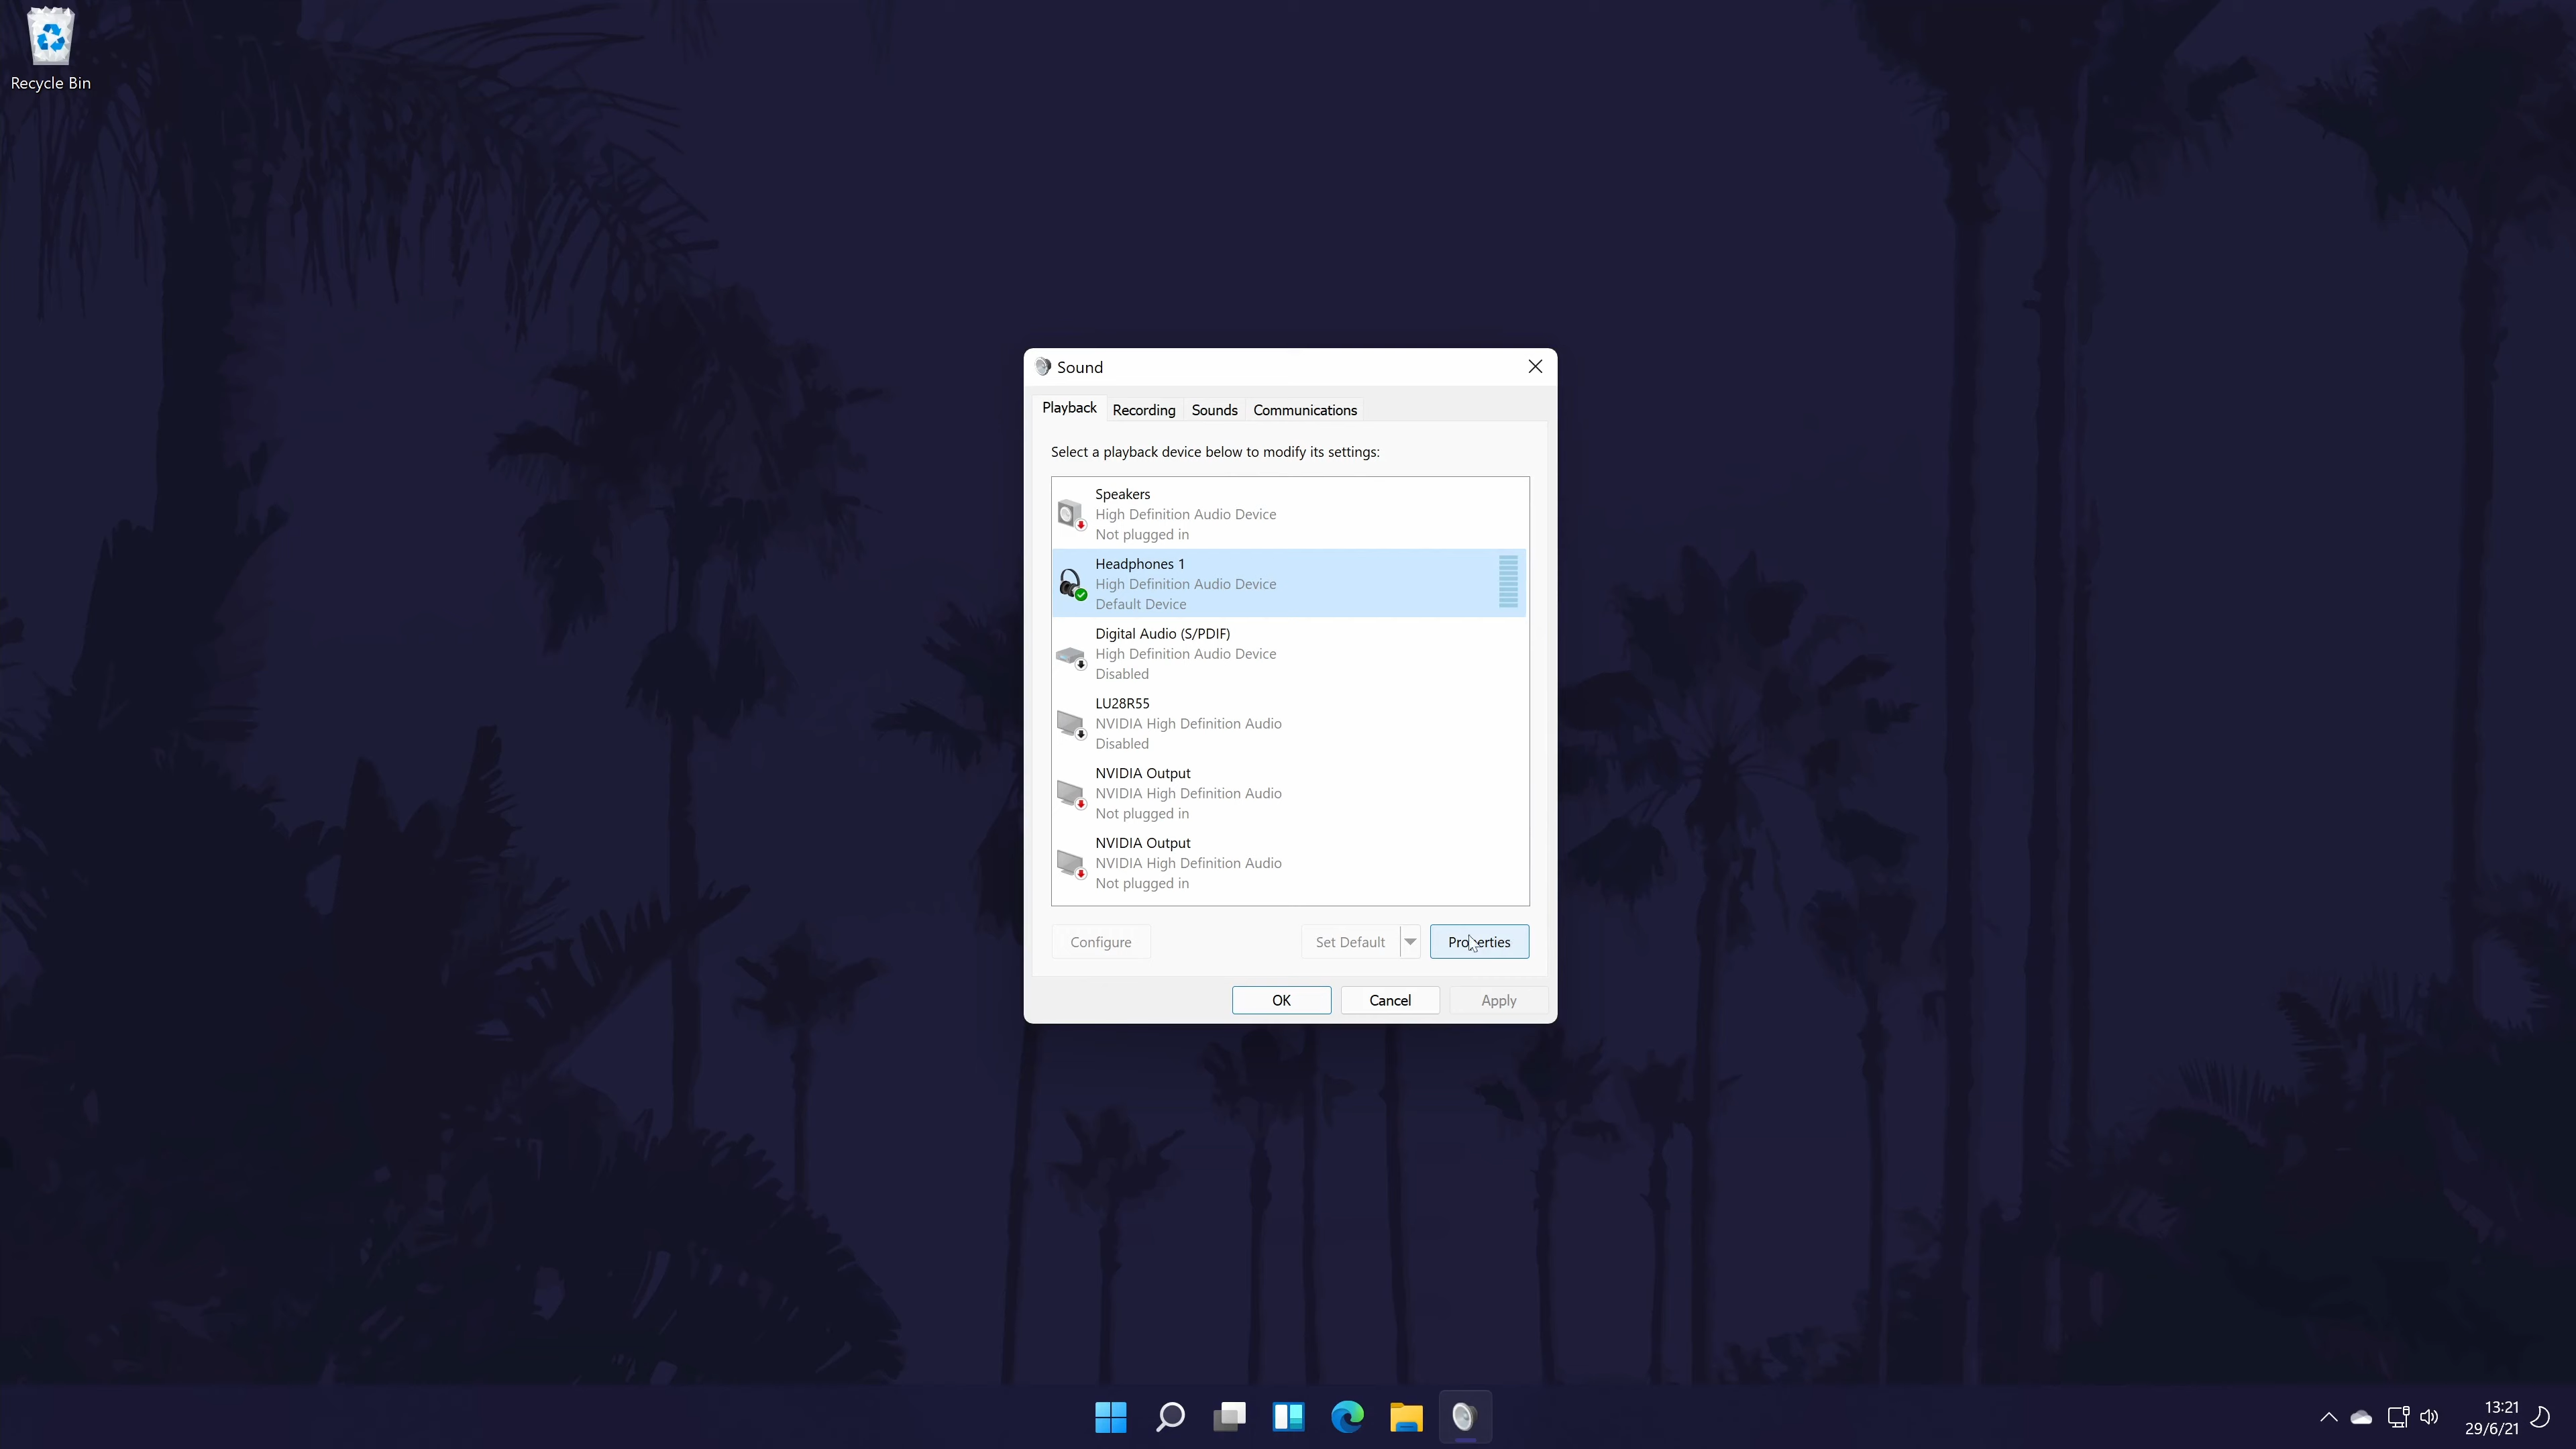 Recycle Bin
Sound
Playback
Recording
Sounds
Communications
Select a playback device below to modify its settings:
Speakers
High Definition Audio Device
Not plugged in
Headphones 1
High Definition Audio Device
Default Device
Digital Audio (S/PDIF)
High Definition Audio Device
Disabled
LU28R55
NVIDIA High Definition Audio
Disabled
NVIDIA Output
NVIDIA High Definition Audio
Not plugged in
NVIDIA Output
NVIDIA High Definition Audio
Not plugged in
Configure
Set Default
Properties
OK
Cancel
Apply
13:21
29/6/21